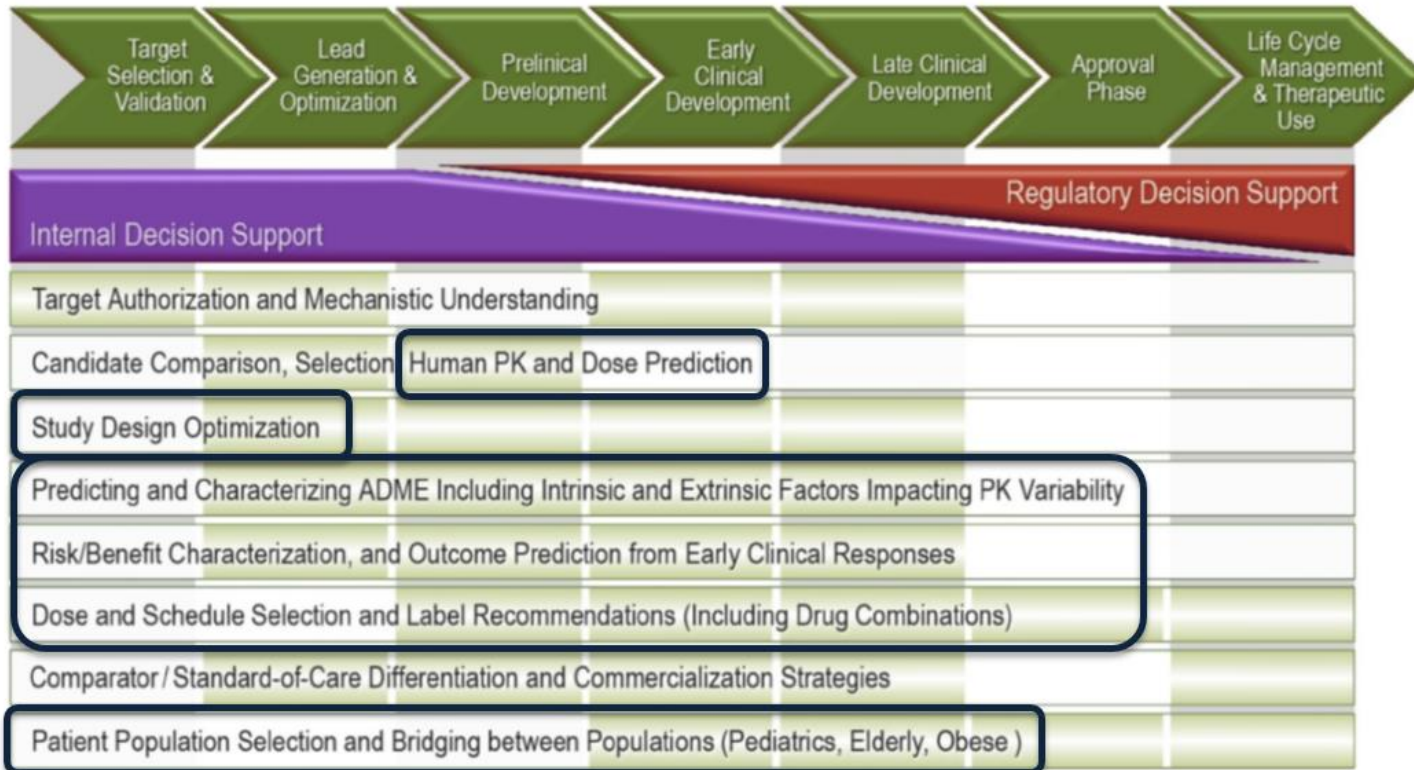 Target
Selection &
Validation
Lead
Generation &
Optimization
Prelinical
Development
Early
Clinical
Development
Late Clinical
Development
Approval
Phase
Life Cycle
Management
& Therapeutic
Use
Regulatory Decision Support
Internal Decision Support
Target Authorization and Mechanistic Understanding
Candidate Comparison, Selection Human PK and Dose Prediction
Study Design Optimization
Predicting and Characterizing ADME Including Intrinsic and Extrinsic Factors Impacting PK Variability
Risk/Benefit Characterization, and Outcome Prediction from Early Clinical Responses
Dose and Schedule Selection and Label Recommendations (Including Drug Combinations)
Comparator / Standard-of-Care Differentiation and Commercialization Strategies
Patient Population Selection and Bridging between Populations (Pediatrics, Elderly, Obese )